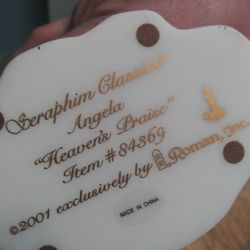 Seraphim Classics®
Angela
"Heaven's Praise"
Item #84369
©2001 exclusively by Roman, Inc.
MADE IN CHINA